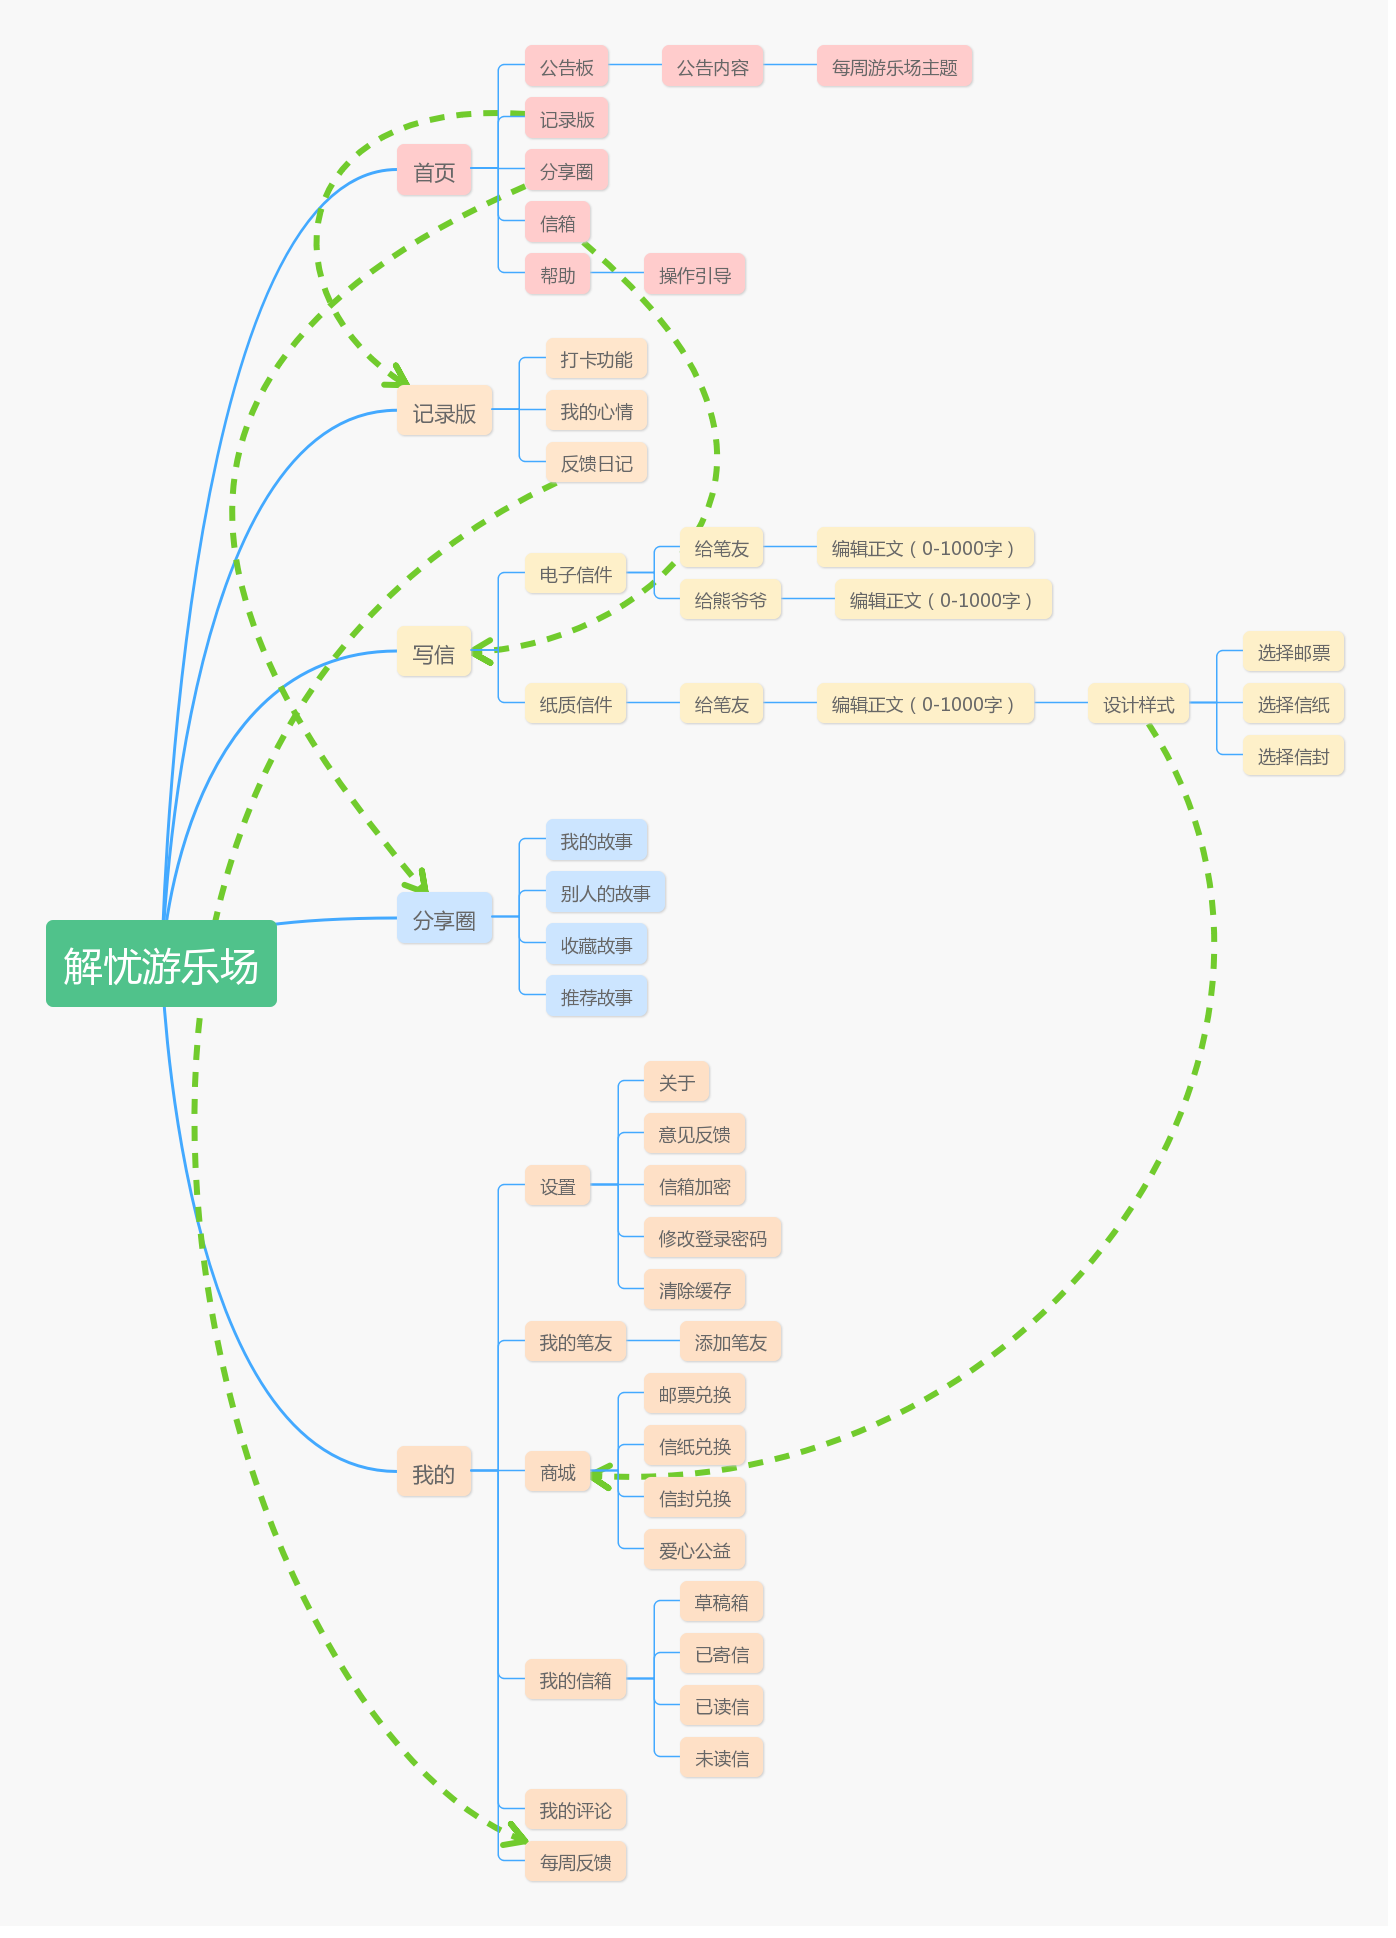 解忧游乐场
首页
公告板
公告内容
每周游乐场主题
记录版
分享圈
信箱
帮助
操作引导
记录版
打卡功能
我的心情
反馈日记
写信
电子信件
给笔友
编辑正文（0-1000字）
给熊爷爷
编辑正文（0-1000字）
纸质信件
给笔友
编辑正文（0-1000字）
设计样式
选择邮票
选择信纸
选择信封
分享圈
我的故事
别人的故事
收藏故事
推荐故事
我的
设置
关于
意见反馈
信箱加密
修改登录密码
清除缓存
我的笔友
添加笔友
商城
邮票兑换
信纸兑换
信封兑换
爱心公益
我的信箱
草稿箱
已寄信
已读信
未读信
我的评论
每周反馈